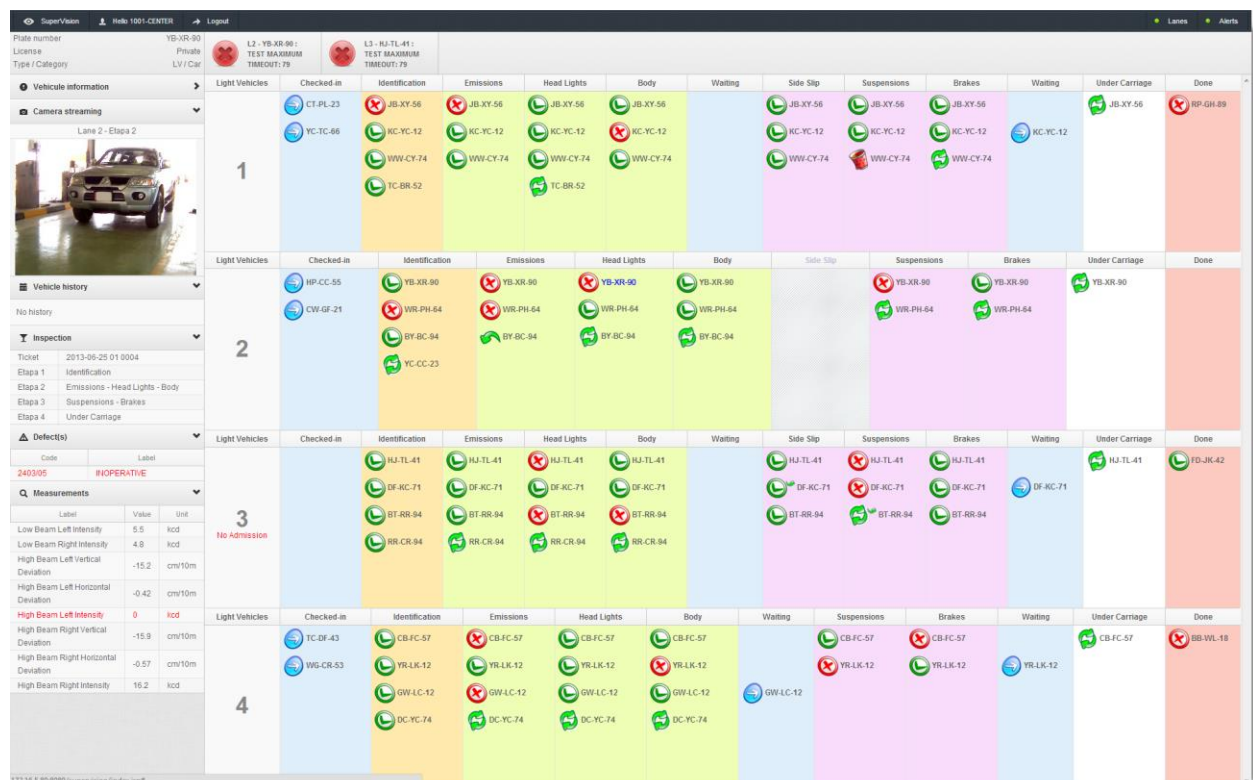 SuperVision Hello 1001-CENTER Logout Lanes Alerts
Plate number YB-XR-90
License Private
Type / Category LV / Car
L2 - YB-XR-90 :
TEST MAXIMUM
TIMEOUT: 79
L3 - HJ-TL-41 :
TEST MAXIMUM
TIMEOUT: 79
Vehicule information
Camera streaming
Lane 2 - Etapa 2
Vehicle history
No history
Inspection
Ticket 2013-06-25 01 0004
Etapa 1 Identification
Etapa 2 Emissions - Head Lights - Body
Etapa 3 Suspensions - Brakes
Etapa 4 Under Carriage
Defect(s)
Code Label
2403/05 INOPERATIVE
Measurements
Label Value Unit
Low Beam Left Intensity 5.5 kcd
Low Beam Right Intensity 4.8 kcd
High Beam Left Vertical
Deviation -15.2 cm/10m
High Beam Left Horizontal
Deviation -0.42 cm/10m
High Beam Left Intensity 0 kcd
High Beam Right Vertical
Deviation -15.9 cm/10m
High Beam Right Horizontal
Deviation -0.57 cm/10m
High Beam Right Intensity 16.2 kcd
Light Vehicles Checked-in Identification Emissions Head Lights Body Waiting Side Slip Suspensions Brakes Waiting Under Carriage Done
CT-PL-23 JB-XY-56 JB-XY-56 JB-XY-56 JB-XY-56 JB-XY-56 JB-XY-56 JB-XY-56 JB-XY-56 RP-GH-89
YC-TC-66 KC-YC-12 KC-YC-12 KC-YC-12 KC-YC-12 KC-YC-12 KC-YC-12 KC-YC-12 KC-YC-12
1 WW-CY-74 WW-CY-74 WW-CY-74 WW-CY-74 WW-CY-74 WW-CY-74 WW-CY-74
TC-BR-52 TC-BR-52
Light Vehicles Checked-in Identification Emissions Head Lights Body Side Slip Suspensions Brakes Under Carriage Done
HP-CC-55 YB-XR-90 YB-XR-90 YB-XR-90 YB-XR-90 YB-XR-90 YB-XR-90 YB-XR-90
CW-GF-21 WR-PH-64 WR-PH-64 WR-PH-64 WR-PH-64 WR-PH-64 WR-PH-64
2 BY-BC-94 BY-BC-94 BY-BC-94 BY-BC-94
YC-CC-23
Light Vehicles Checked-in Identification Emissions Head Lights Body Waiting Side Slip Suspensions Brakes Waiting Under Carriage Done
HJ-TL-41 HJ-TL-41 HJ-TL-41 HJ-TL-41 HJ-TL-41 HJ-TL-41 HJ-TL-41 HJ-TL-41 FD-JK-42
DF-KC-71 DF-KC-71 DF-KC-71 DF-KC-71 DF-KC-71 DF-KC-71 DF-KC-71 DF-KC-71
3 BT-RR-94 BT-RR-94 BT-RR-94 BT-RR-94 BT-RR-94 BT-RR-94 BT-RR-94
No Admission
RR-CR-94 RR-CR-94 RR-CR-94 RR-CR-94
Light Vehicles Checked-in Identification Emissions Head Lights Body Waiting Suspensions Brakes Waiting Under Carriage Done
TC-DF-43 CB-FC-57 CB-FC-57 CB-FC-57 CB-FC-57 CB-FC-57 CB-FC-57 CB-FC-57 BB-WL-18
WG-CR-53 YR-LK-12 YR-LK-12 YR-LK-12 YR-LK-12 YR-LK-12 YR-LK-12 YR-LK-12
4 GW-LC-12 GW-LC-12 GW-LC-12 GW-LC-12 GW-LC-12
DC-YC-74 DC-YC-74 DC-YC-74 DC-YC-74